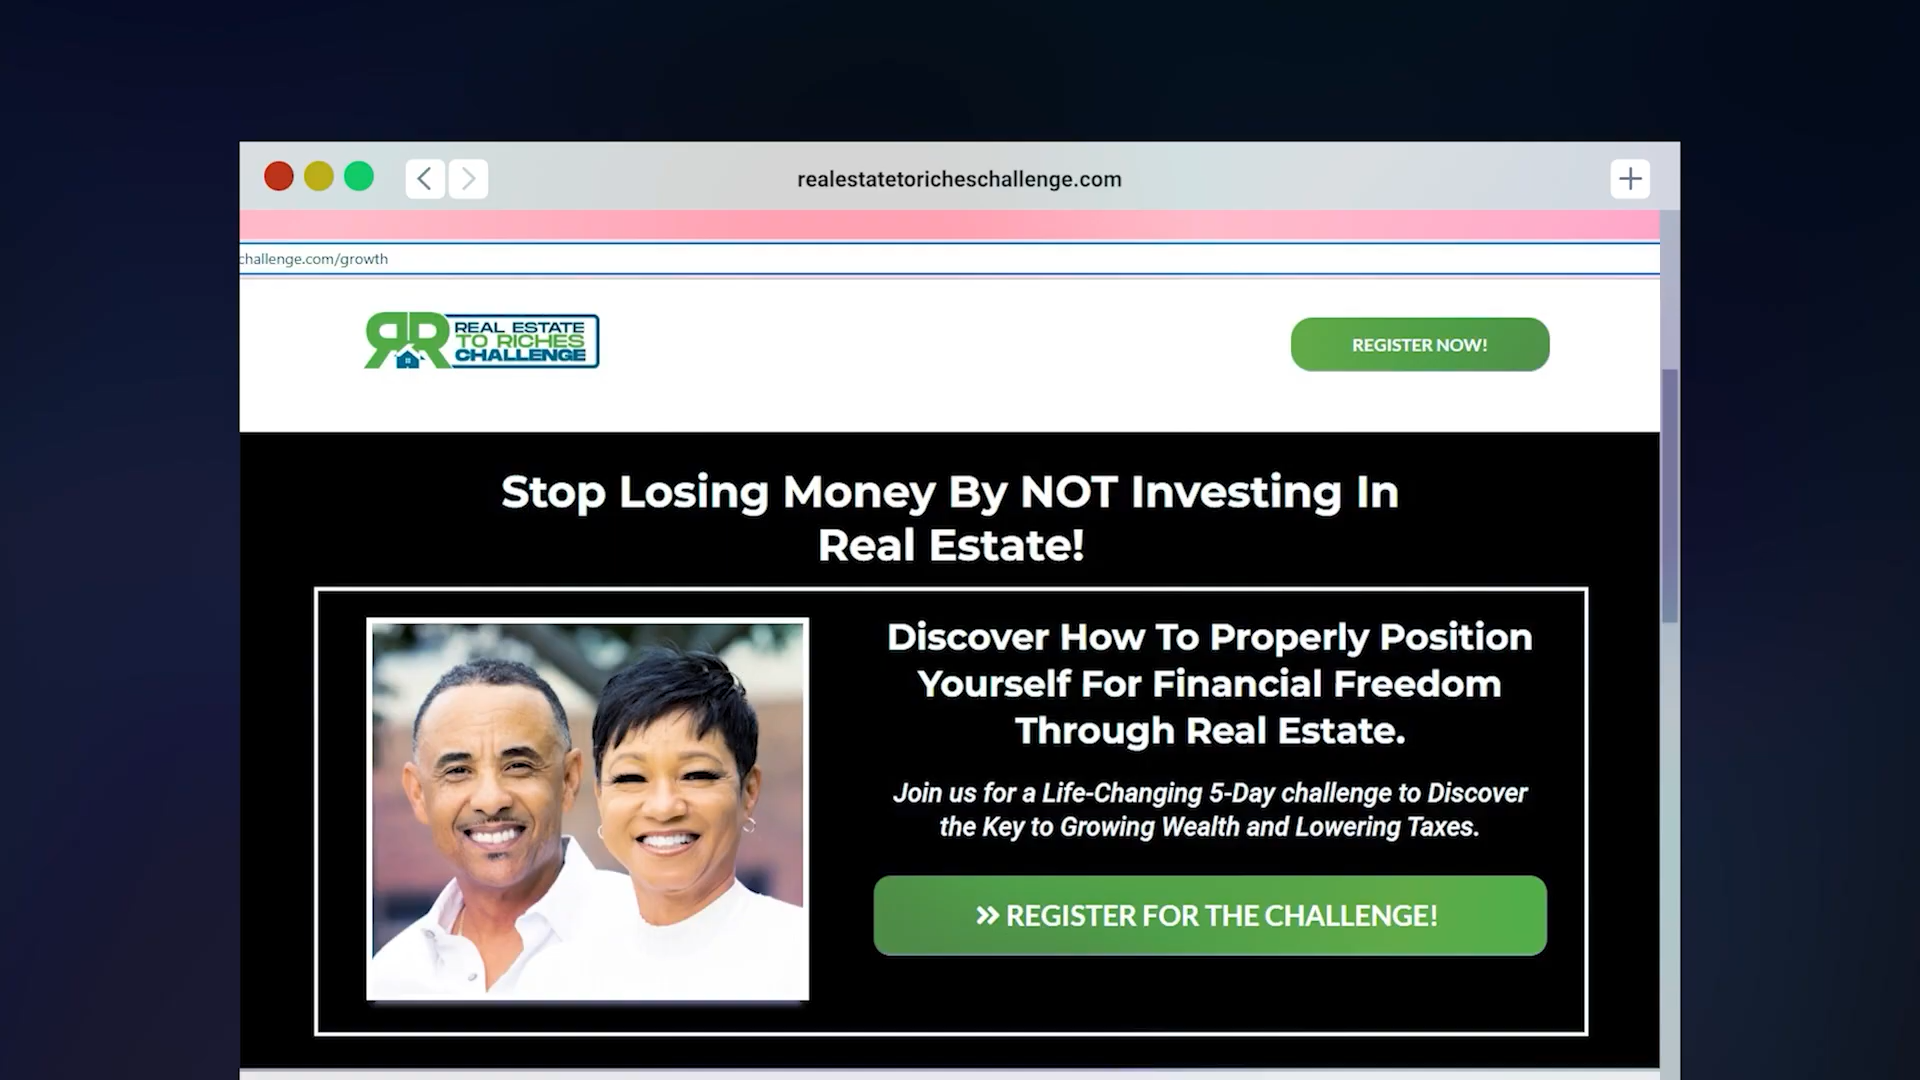 realestatetoricheschallenge.com
challenge.com/growth
REAL ESTATE
TO RICHES
CHALLENGE
REGISTER NOW!
Stop Losing Money By NOT Investing In
Real Estate!
Discover How To Properly Position
Yourself For Financial Freedom
Through Real Estate.
Join us for a Life-Changing 5-Day challenge to Discover
the Key to Growing Wealth and Lowering Taxes.
» REGISTER FOR THE CHALLENGE!